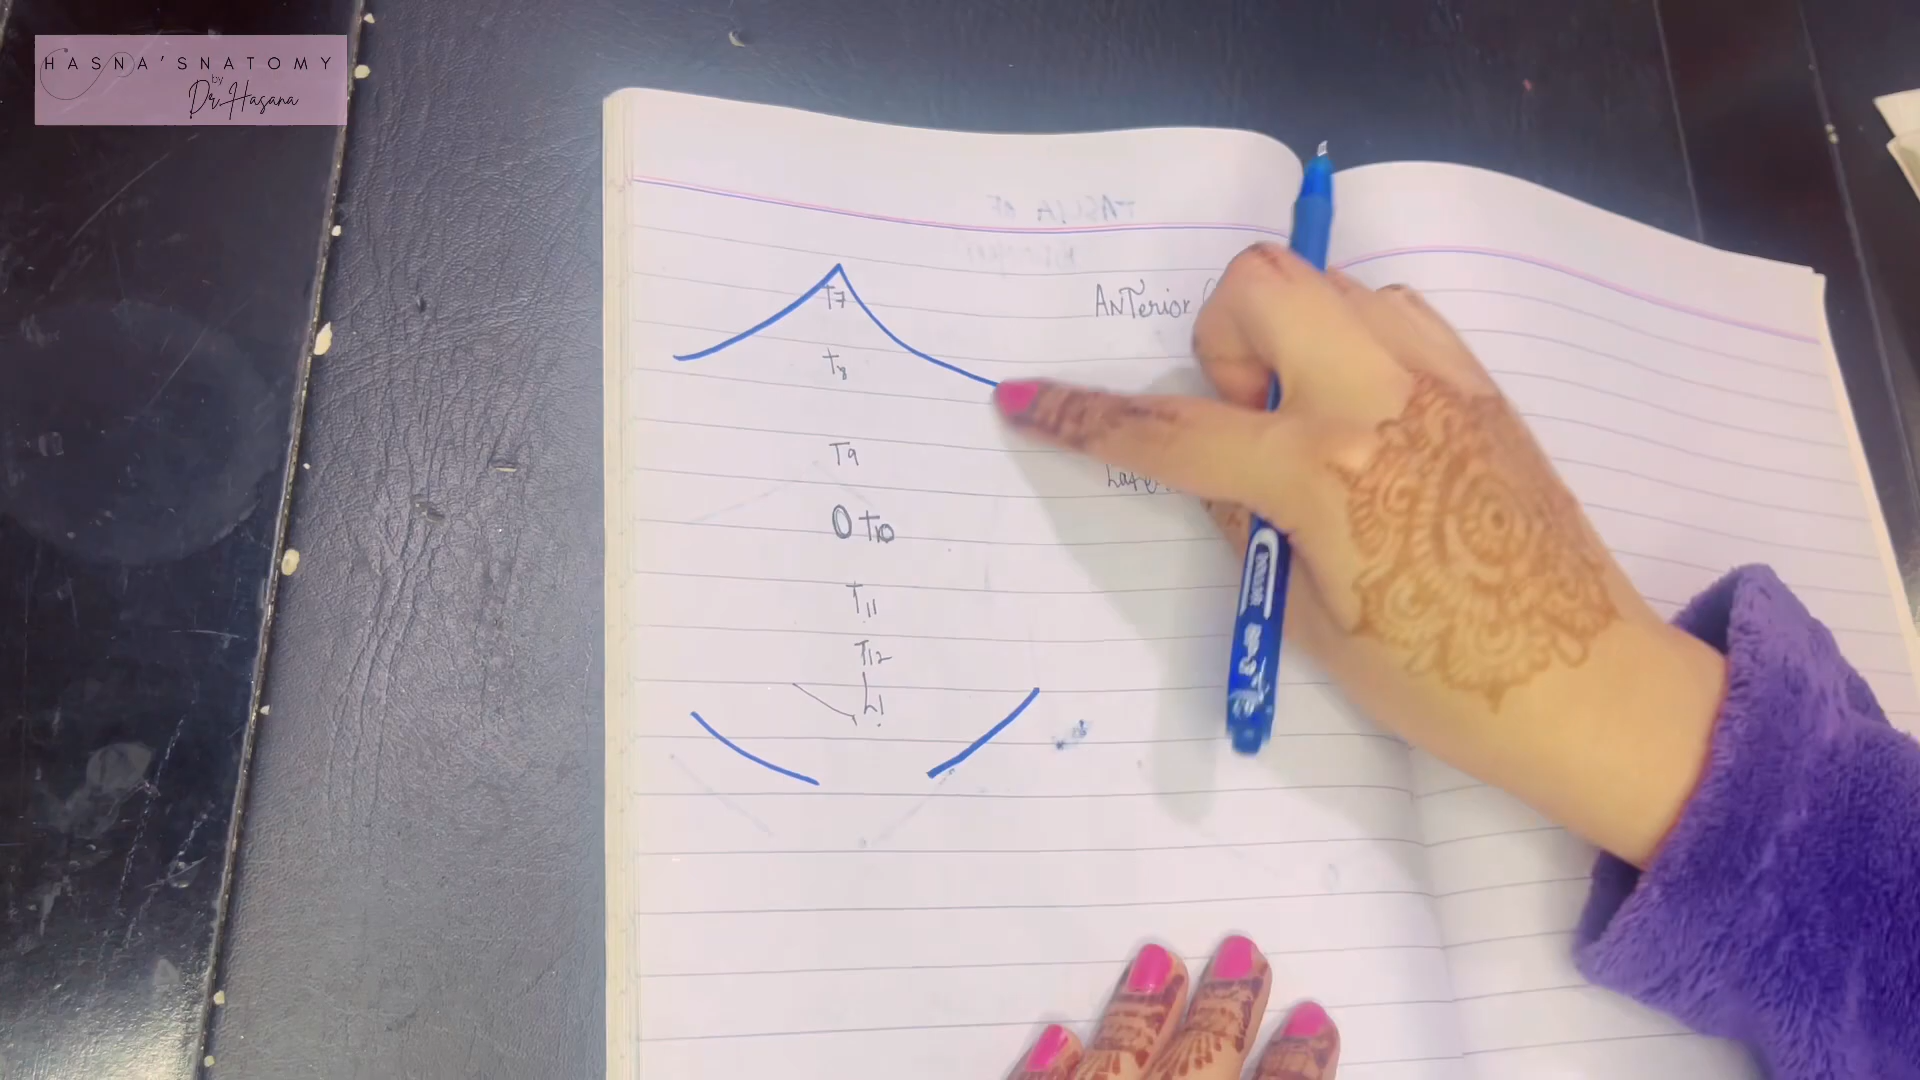 HASNA'SNATOMY
by
Dr.Hasana
T7
Anterior
T8
T9
O T10
T11
T12
L1